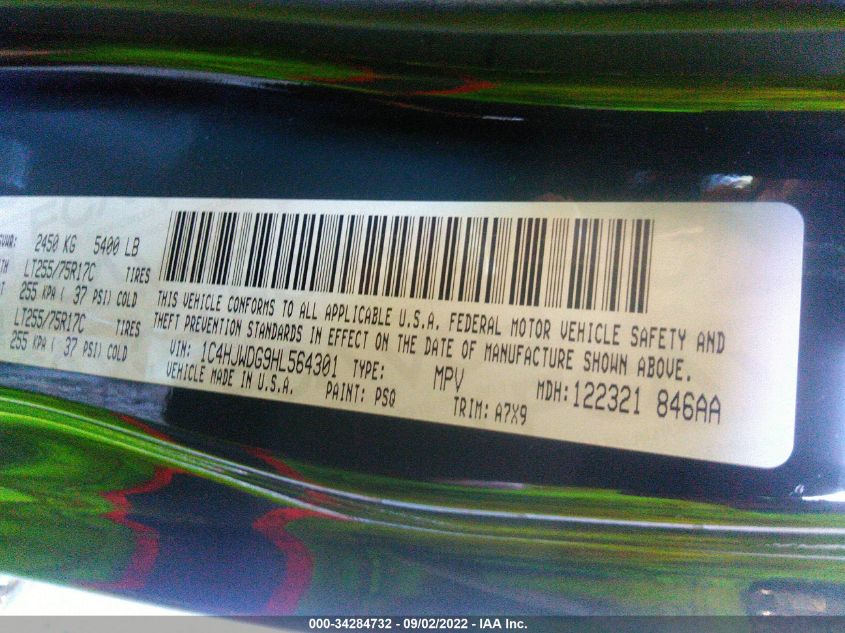 2450 KG 5400 LB
LT255/75R17C TIRES
255 KPA ( 37 PSI) COLD
LT255/75R17C TIRES
255 KPA ( 37 PSI) COLD
THIS VEHICLE CONFORMS TO ALL APPLICABLE U.S.A. FEDERAL MOTOR VEHICLE SAFETY AND
THEFT PREVENTION STANDARDS IN EFFECT ON THE DATE OF MANUFACTURE SHOWN ABOVE.
VIN: 1C4HJWDG9HL564301 TYPE: MPV MDH:122321 846AA
VEHICLE MADE IN U.S.A. PAINT: PSQ TRIM: A7X9
000-34284732 - 09/02/2022 - IAA Inc.